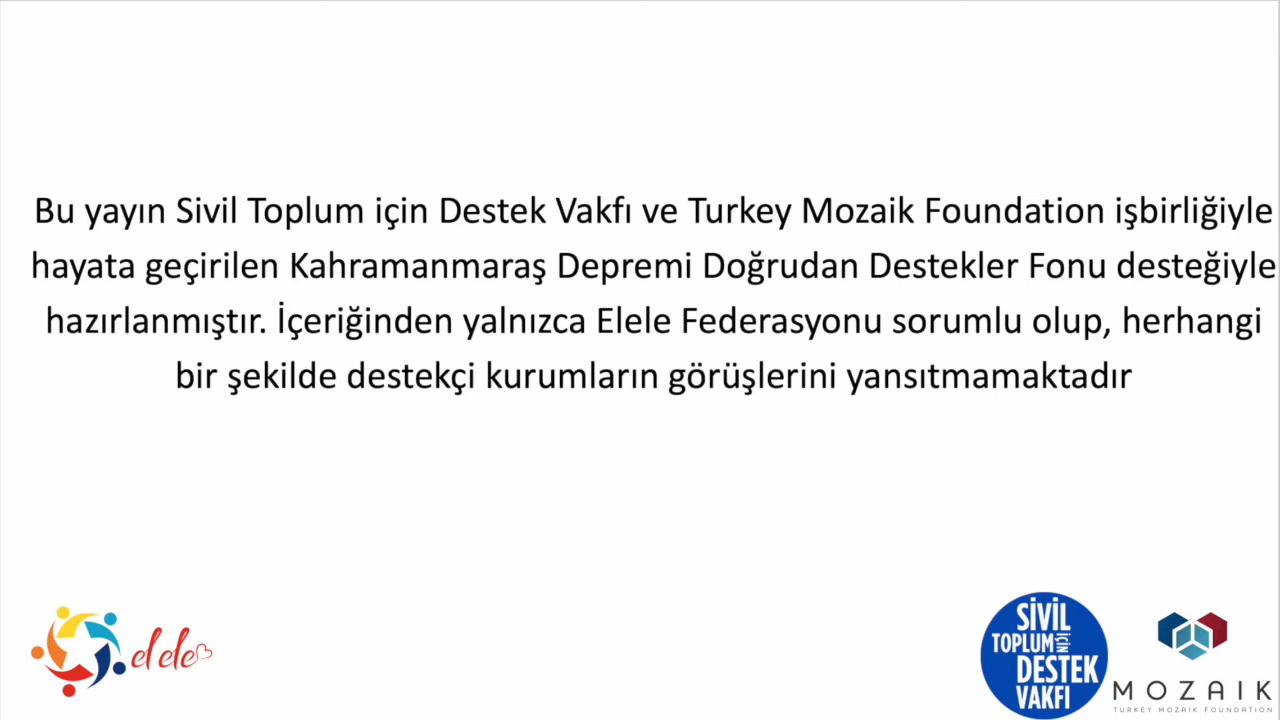 Bu yayın Sivil Toplum için Destek Vakfı ve Turkey Mozaik Foundation işbirliğiyle
hayata geçirilen Kahramanmaraş Depremi Doğrudan Destekler Fonu desteğiyle
hazırlanmıştır. İçeriğinden yalnızca Elele Federasyonu sorumlu olup, herhangi
bir şekilde destekçi kurumların görüşlerini yansıtmamaktadır
elele
SİVİL
TOPLUM için
DESTEK
VAKFI
MOZAIK
TURKEY MOZAIK FOUNDATION